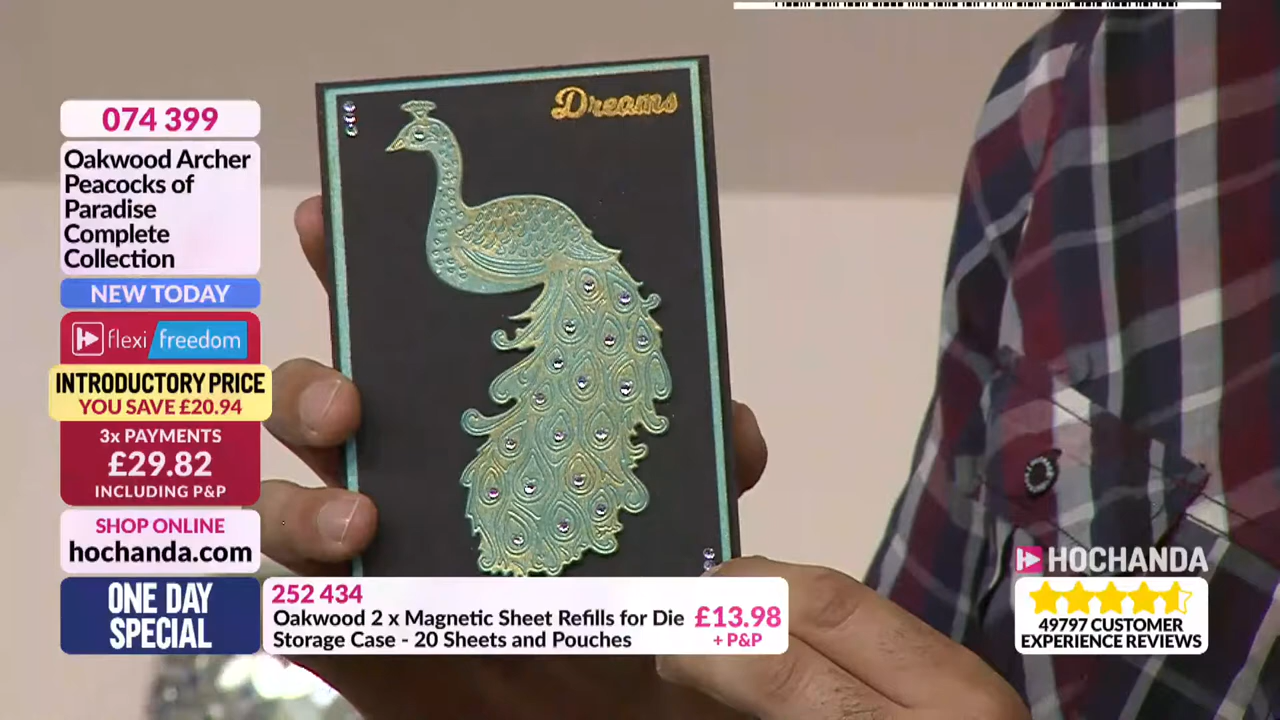 074 399
Oakwood Archer
Peacocks of
Paradise
Complete
Collection
NEW TODAY
flexi freedom
INTRODUCTORY PRICE
YOU SAVE £20.94
3x PAYMENTS
£29.82
INCLUDING P&P
SHOP ONLINE
hochanda.com
ONE DAY
SPECIAL
252 434
Oakwood 2 x Magnetic Sheet Refills for Die
Storage Case - 20 Sheets and Pouches
£13.98
+ P&P
Dreams
HOCHANDA
49797 CUSTOMER
EXPERIENCE REVIEWS